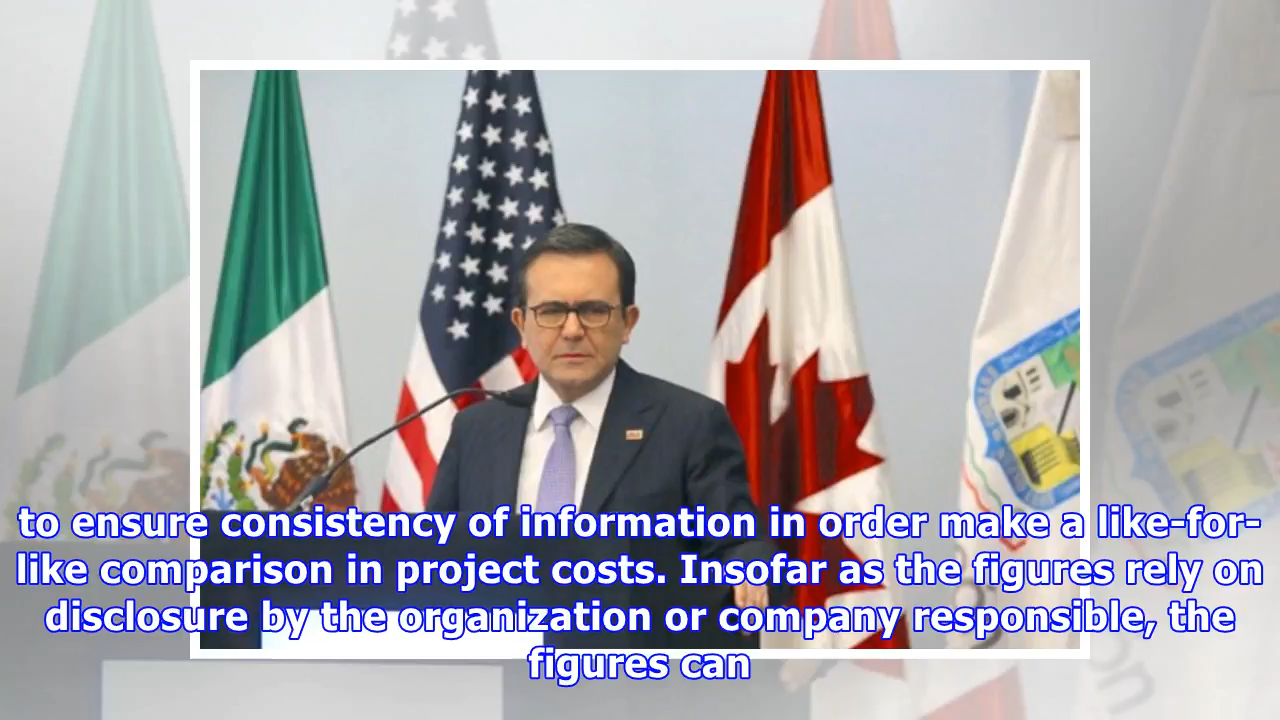 to ensure consistency of information in order make a like-for-
like comparison in project costs. Insofar as the figures rely on
disclosure by the organization or company responsible, the
figures can